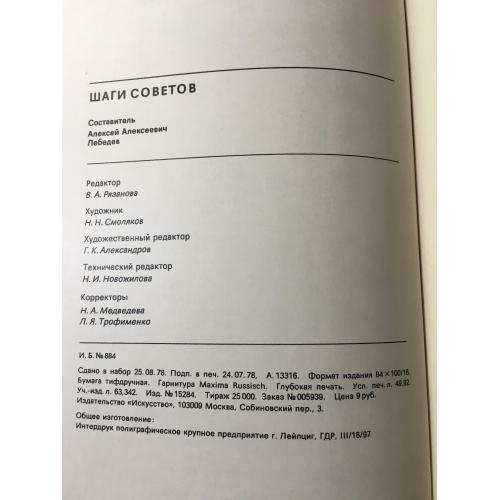 ШАГИ СОВЕТОВ
Составитель
Алексей Алексеевич
Лебедев
Редактор
В. А. Рязанова
Художник
Н. Н. Смоляков
Художественный редактор
Г. К. Александров
Технический редактор
Н. И. Новожилова
Корректоры
Н. А. Медведева
Л. Я. Трофименко
И. Б. № 884
Сдано в набор 25.08.78. Подп. в печ. 24.07.78, А. 13316. Формат издания 84 × 100/16.
Бумага тифдручная. Гарнитура Maxima Russisch. Глубокая печать. Усл. печ. л. 49,92.
Уч.-изд. л. 63,342. Изд. № 15284. Тираж 25 000. Заказ № 005939. Цена 9 руб.
Издательство «Искусство», 103009 Москва, Собиновский пер., 3.
Общее изготовление:
Интердрук полиграфическое крупное предприятие г. Лейпциг, ГДР, III/18/97